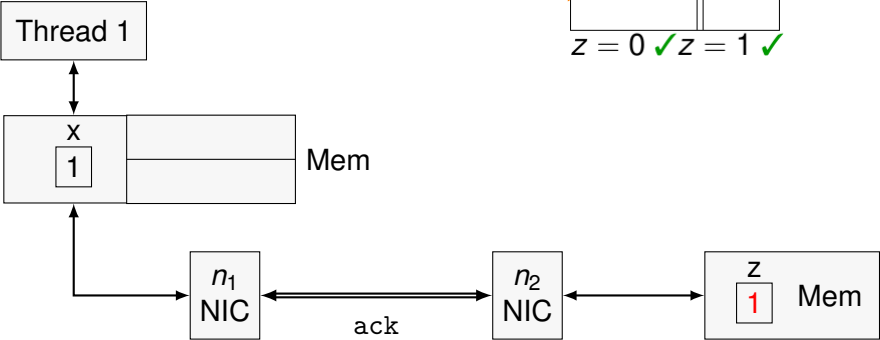 Thread 1
z = 0 ✓ z = 1 ✓
x
1
Mem
n₁
NIC
ack
n₂
NIC
z
1
Mem